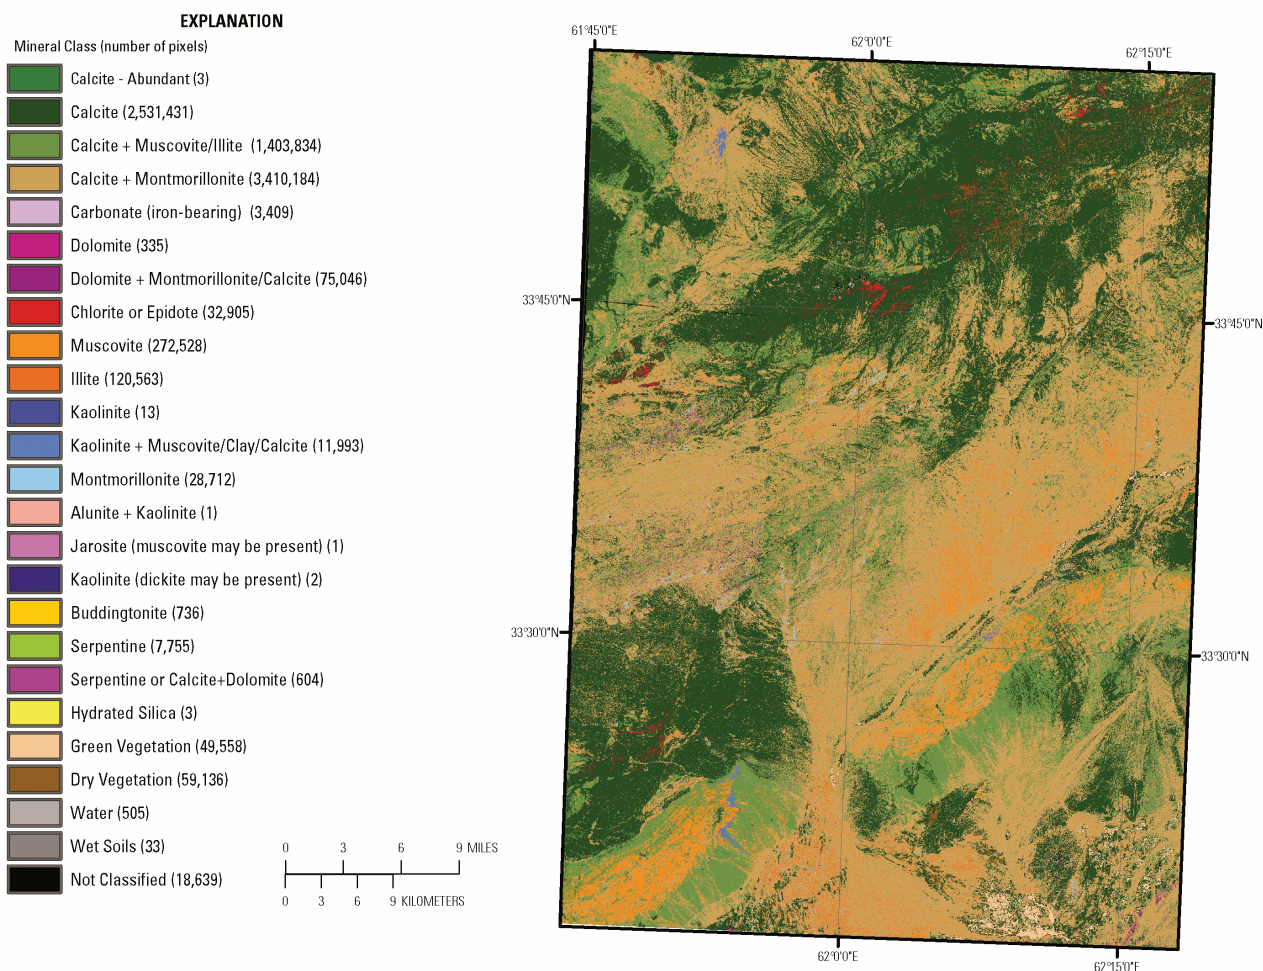 EXPLANATION
Mineral Class (number of pixels)
Calcite - Abundant (3)
Calcite (2,531,431)
Calcite + Muscovite/Illite (1,403,834)
Calcite + Montmorillonite (3,410,184)
Carbonate (iron-bearing) (3,409)
Dolomite (335)
Dolomite + Montmorillonite/Calcite (75,046)
Chlorite or Epidote (32,905)
Muscovite (272,528)
Illite (120,563)
Kaolinite (13)
Kaolinite + Muscovite/Clay/Calcite (11,993)
Montmorillonite (28,712)
Alunite + Kaolinite (1)
Jarosite (muscovite may be present) (1)
Kaolinite (dickite may be present) (2)
Buddingtonite (736)
Serpentine (7,755)
Serpentine or Calcite+Dolomite (604)
Hydrated Silica (3)
Green Vegetation (49,558)
Dry Vegetation (59,136)
Water (505)
Wet Soils (33)
Not Classified (18,639)
0 3 6 9 MILES
0 3 6 9 KILOMETERS
61°45'0"E
62°0'0"E
62°15'0"E
33°45'0"N
33°45'0"N
33°30'0"N
33°30'0"N
62°0'0"E
62°15'0"E